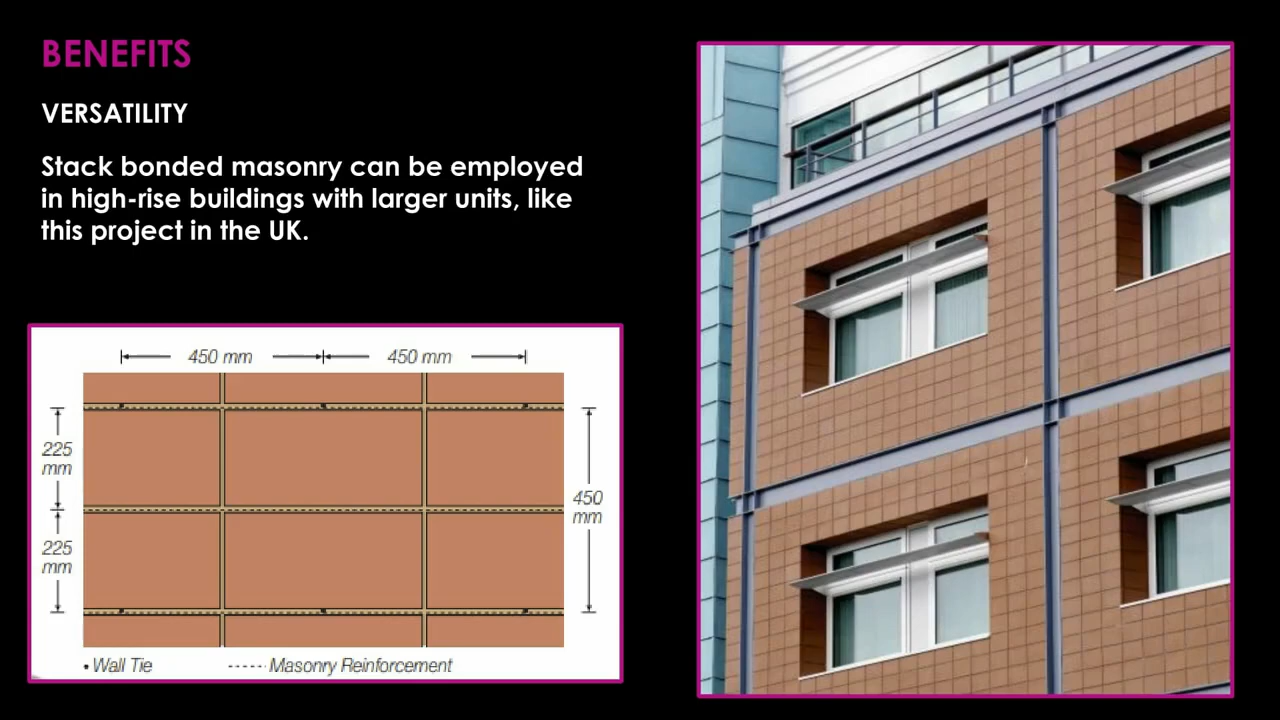 BENEFITS
VERSATILITY
Stack bonded masonry can be employed
in high-rise buildings with larger units, like
this project in the UK.
450 mm
450 mm
225
mm
225
mm
450
mm
• Wall Tie
----- Masonry Reinforcement